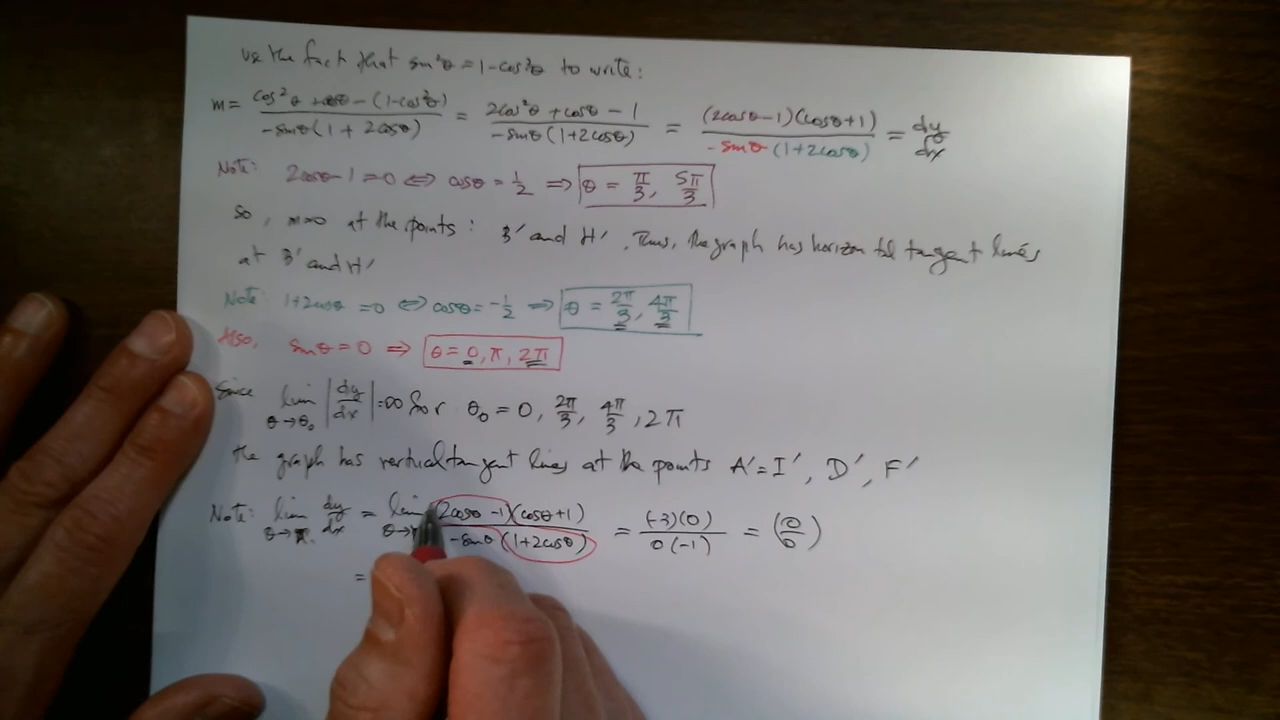 use the fact that sin²θ = 1-cos²θ to write:
m = (cos²θ + cosθ - (1-cos²θ)) / (-sinθ(1 + 2cosθ)) = (2cos²θ + cosθ - 1) / (-sinθ(1+2cosθ)) = (2cosθ-1)(cosθ+1) / (-sinθ(1+2cosθ)) = dy/dx
Note: 2cosθ-1=0 ⇔ cosθ = 1/2 ⇒ θ = π/3, 5π/3
So, m=0 at the points: B' and H'. Thus, the graph has horizontal tangent lines
at B' and H'
Note: 1+2cosθ=0 ⇔ cosθ=-1/2 ⇒ θ = 2π/3, 4π/3
Also, sinθ=0 ⇒ θ=0, π, 2π
Since lim θ→θ₀ |dy/dx|=∞ for θ₀ = 0, 2π/3, 4π/3, 2π
the graph has vertical tangent lines at the points A'=I', D', F'
Note: lim θ→π dy/dx = lim (2cosθ-1)(cosθ+1) / (-sinθ(1+2cosθ)) = (-3)(0) / 0(-1) = (0/0)
=